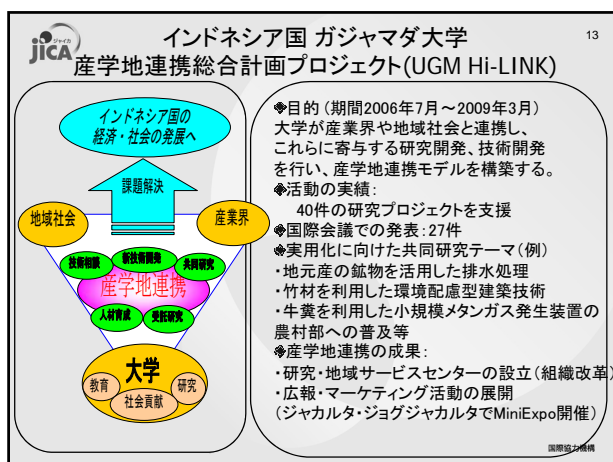 ジャイカ
JICA
インドネシア国 ガジャマダ大学
産学地連携総合計画プロジェクト(UGM Hi-LINK)
13
インドネシア国の
経済・社会の発展へ
課題解決
地域社会
産業界
技術相談
新技術開発
共同研究
産学地連携
人材育成
受託研究
大学
教育
研究
社会貢献
◈目的 (期間2006年7月～2009年3月)
大学が産業界や地域社会と連携し、
これらに寄与する研究開発、技術開発
を行い、産学地連携モデルを構築する。
◈活動の実績:
40件の研究プロジェクトを支援
◈国際会議での発表:27件
◈実用化に向けた共同研究テーマ(例)
・地元産の鉱物を活用した排水処理
・竹材を利用した環境配慮型建築技術
・牛糞を利用した小規模メタンガス発生装置の
農村部への普及等
◈産学地連携の成果:
・研究・地域サービスセンターの設立(組織改革)
・広報・マーケティング活動の展開
(ジャカルタ・ジョグジャカルタでMiniExpo開催)
国際協力機構